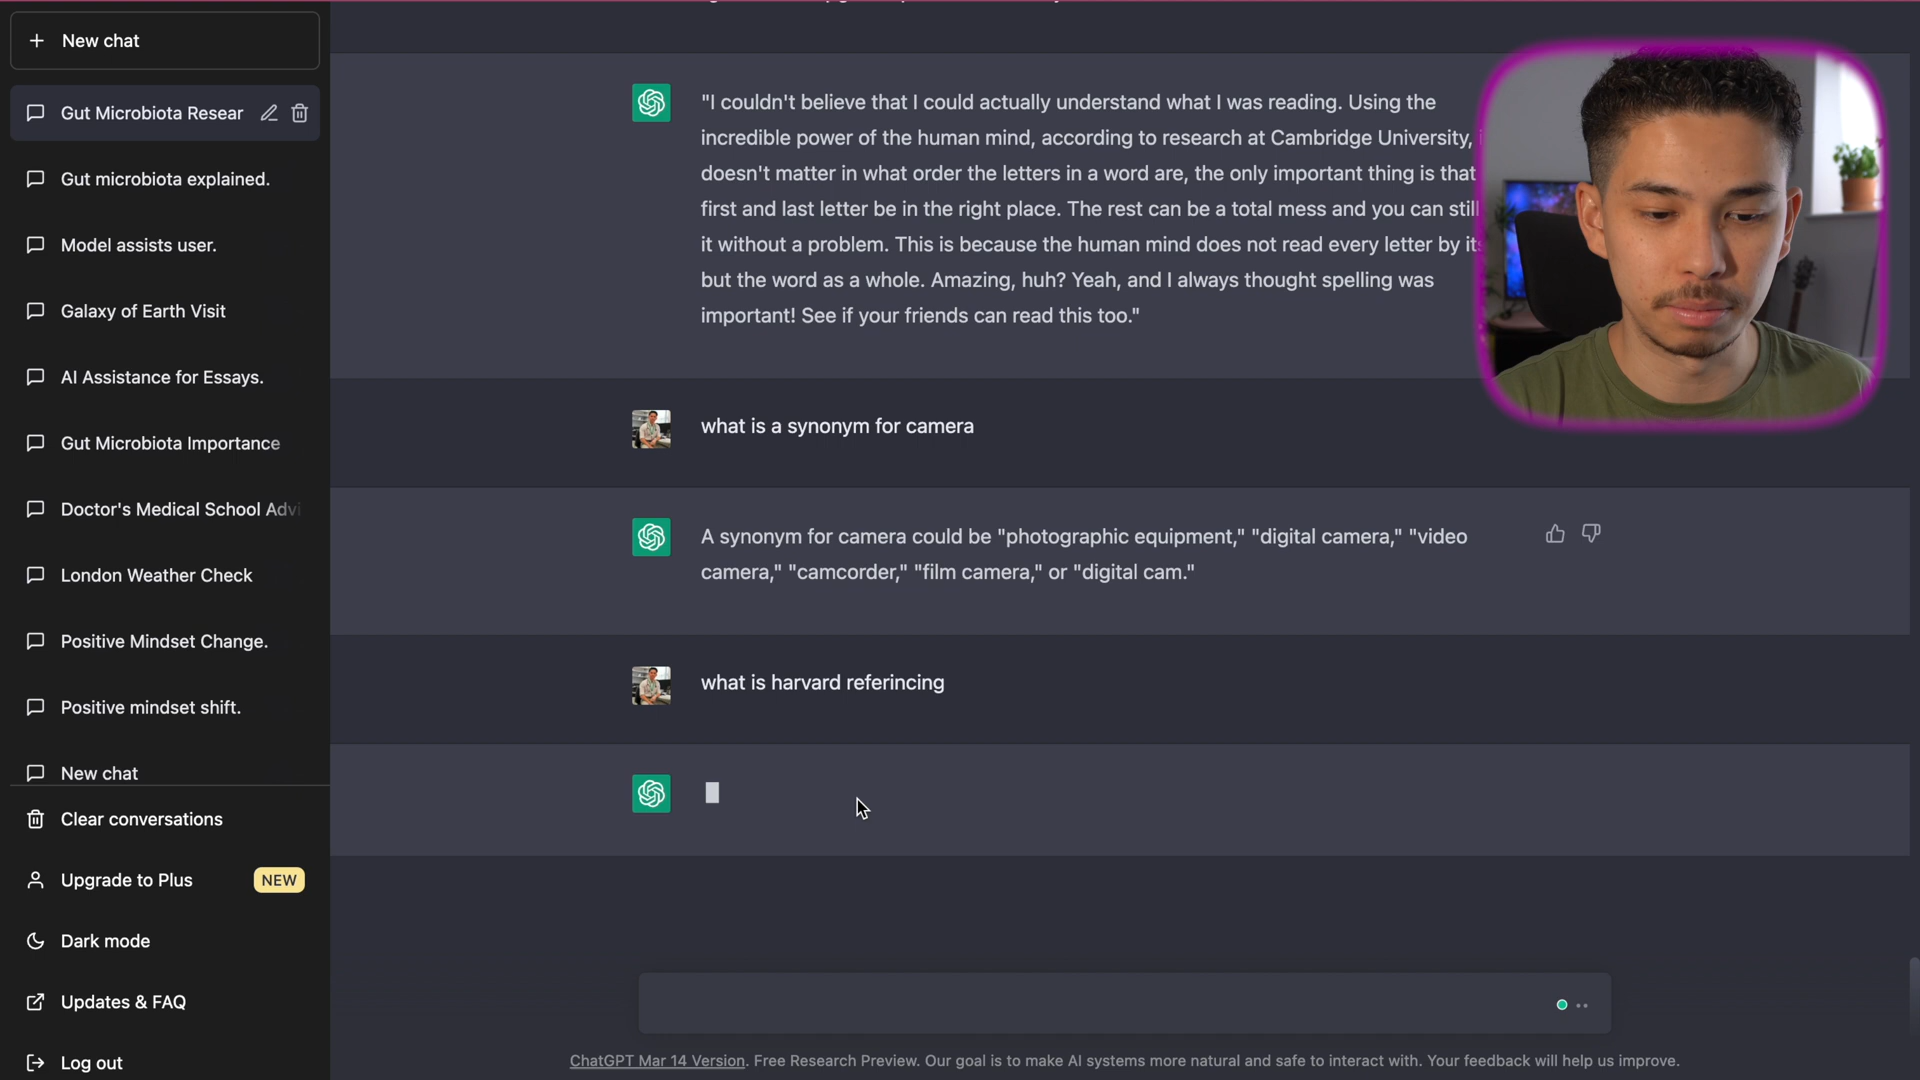 New chat
Gut Microbiota Resear
Gut microbiota explained.
Model assists user.
Galaxy of Earth Visit
AI Assistance for Essays.
Gut Microbiota Importance
Doctor's Medical School Advi
London Weather Check
Positive Mindset Change.
Positive mindset shift.
New chat
Clear conversations
Upgrade to Plus NEW
Dark mode
Updates & FAQ
Log out
"I couldn't believe that I could actually understand what I was reading. Using the
incredible power of the human mind, according to research at Cambridge University,
doesn't matter in what order the letters in a word are, the only important thing is that
first and last letter be in the right place. The rest can be a total mess and you can still
it without a problem. This is because the human mind does not read every letter by its
but the word as a whole. Amazing, huh? Yeah, and I always thought spelling was
important! See if your friends can read this too."
what is a synonym for camera
A synonym for camera could be "photographic equipment," "digital camera," "video
camera," "camcorder," "film camera," or "digital cam."
what is harvard referincing
ChatGPT Mar 14 Version. Free Research Preview. Our goal is to make AI systems more natural and safe to interact with. Your feedback will help us improve.